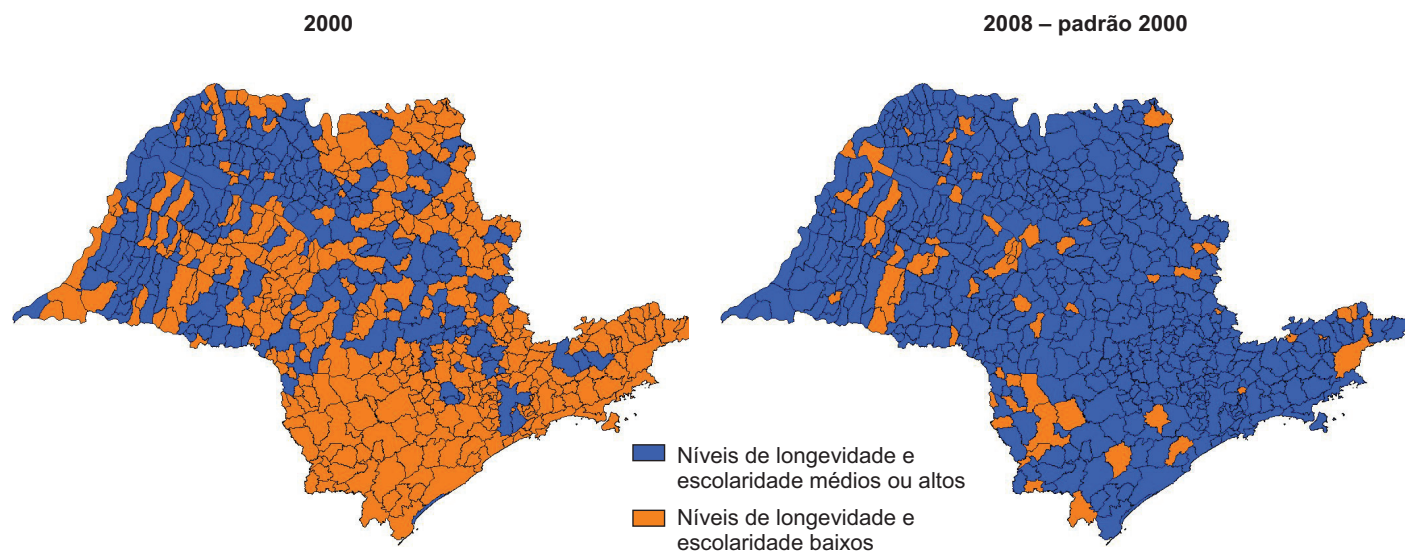 2000
2008 – padrão 2000
Níveis de longevidade e
escolaridade médios ou altos
Níveis de longevidade e
escolaridade baixos